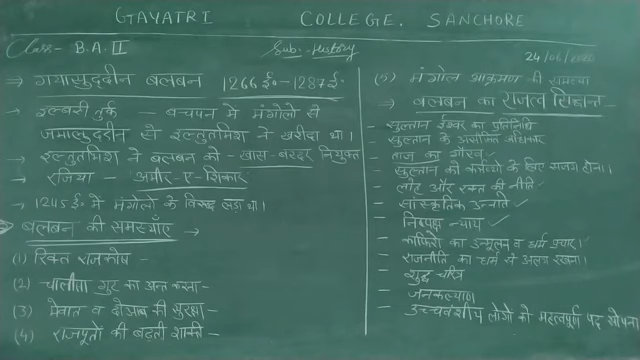 GAYATRI COLLEGE. SANCHORE
Class - B.A II
Sub:- History
24/06/2020
→ गयासुद्दीन बलबन 1266 ई॰ - 1287 ई॰
→ इल्बरी तुर्क - बचपन में मंगोलो से
जमालुद्दीन से इल्तुतमिश ने खरीदा था।
→ इल्तुतमिश ने बलबन को - खास-बरदार नियुक्त
→ रजिया - अमीर-ए-शिकार
→ 1245 ई॰ में मंगोलों के विरुद्ध लडा था।
बलबन की समस्याएँ →
(1) रिक्त राजकोष -
(2) चालीसा गुट का अन्त करना -
(3) मेवात व दोआब की सुरक्षा -
(4) राजपूतों की बढ़ती शक्ति -
(5) मंगोल आक्रमण की समस्या
→ बलबन का राजत्व सिद्धान्त -
- सुल्तान ईश्वर का प्रतिनिधि
- सुल्तान के असीमित अधिकार
- ताज का गौरव
- सुल्तान को कर्तव्यो के लिए सजग होना।
- लौह और रक्त की नीति
- सांस्कृतिक उन्नति
- निष्पक्ष न्याय
- काफिरो का उन्मूलन व धर्म प्रचार।
- राजनीति का धर्म से अलग रखना।
- शुद्ध चरित्र
- जनकल्याण
- उच्चवंशीय लोगो को महत्वपूर्ण पद सौंपना